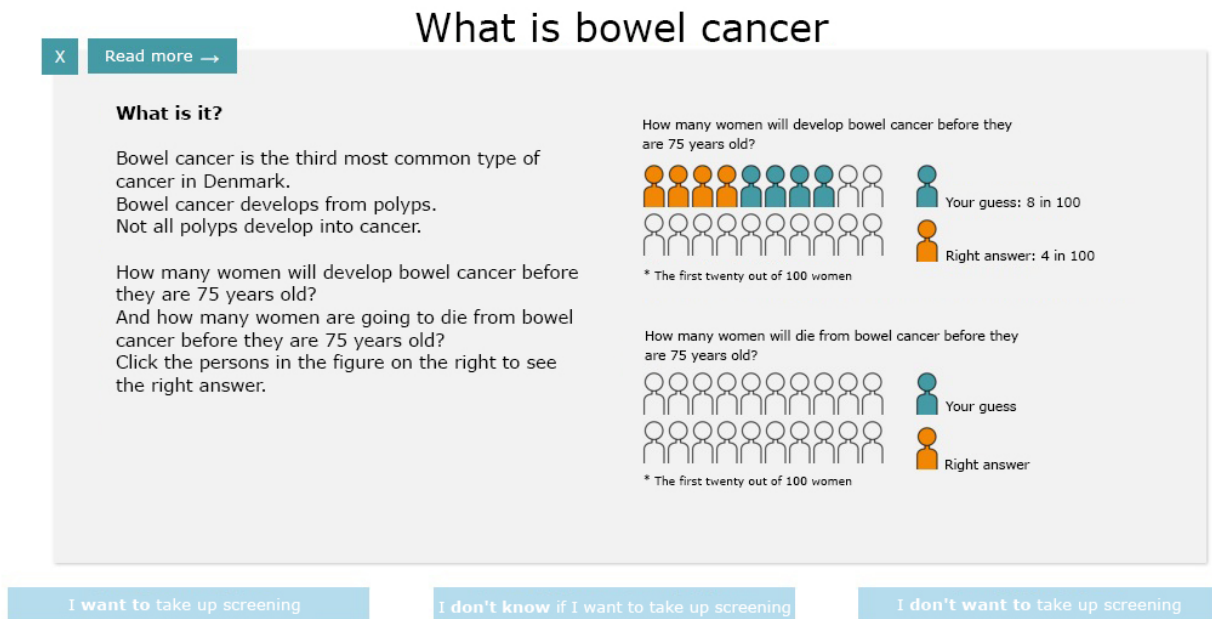 What is bowel cancer
X
Read more →
What is it?
Bowel cancer is the third most common type of
cancer in Denmark.
Bowel cancer develops from polyps.
Not all polyps develop into cancer.
How many women will develop bowel cancer before
they are 75 years old?
And how many women are going to die from bowel
cancer before they are 75 years old?
Click the persons in the figure on the right to see
the right answer.
How many women will develop bowel cancer before they
are 75 years old?
Your guess: 8 in 100
Right answer: 4 in 100
* The first twenty out of 100 women
How many women will die from bowel cancer before they
are 75 years old?
Your guess
Right answer
* The first twenty out of 100 women
I want to take up screening
I don't know if I want to take up screening
I don't want to take up screening